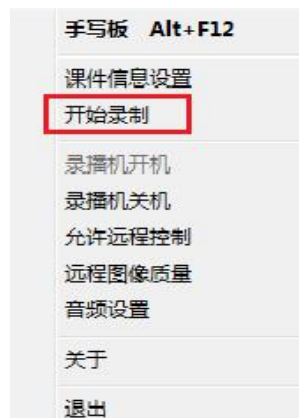 手写板 Alt+F12
课件信息设置
开始录制
录播机开机
录播机关机
允许远程控制
远程图像质量
音频设置
关于
退出